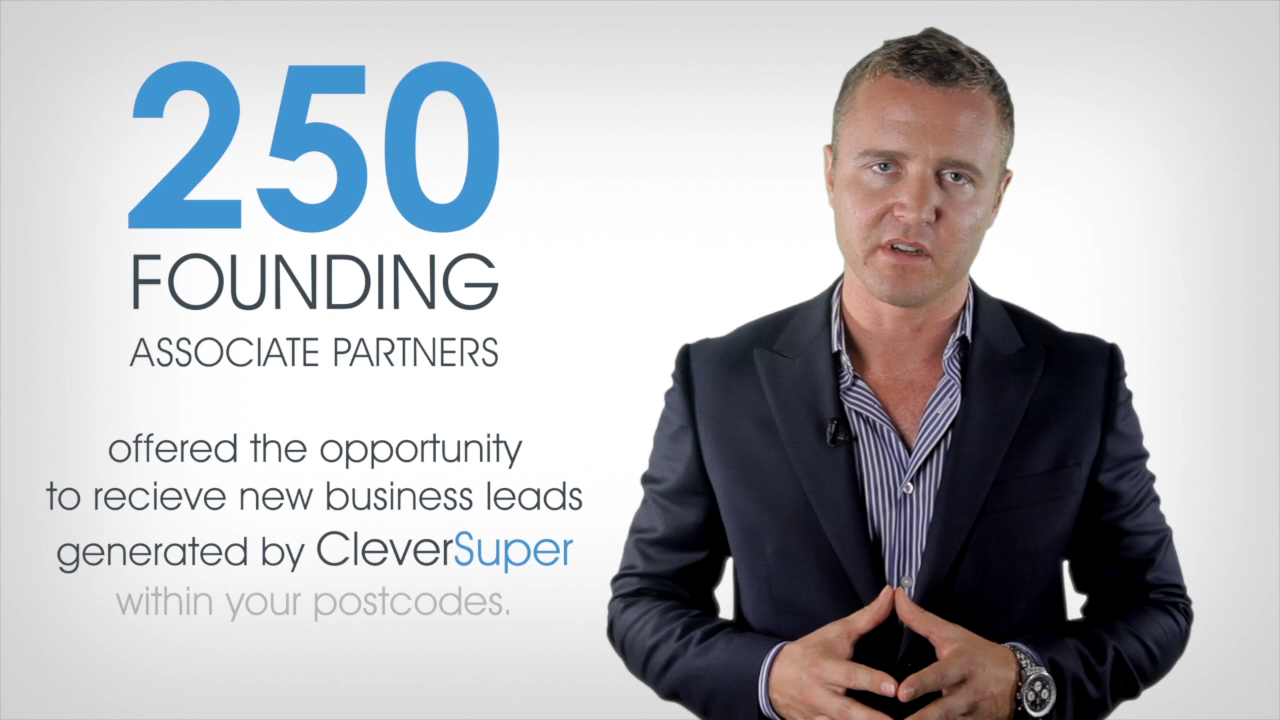 250
FOUNDING
ASSOCIATE PARTNERS
offered the opportunity
to recieve new business leads
generated by CleverSuper
within your postcodes.